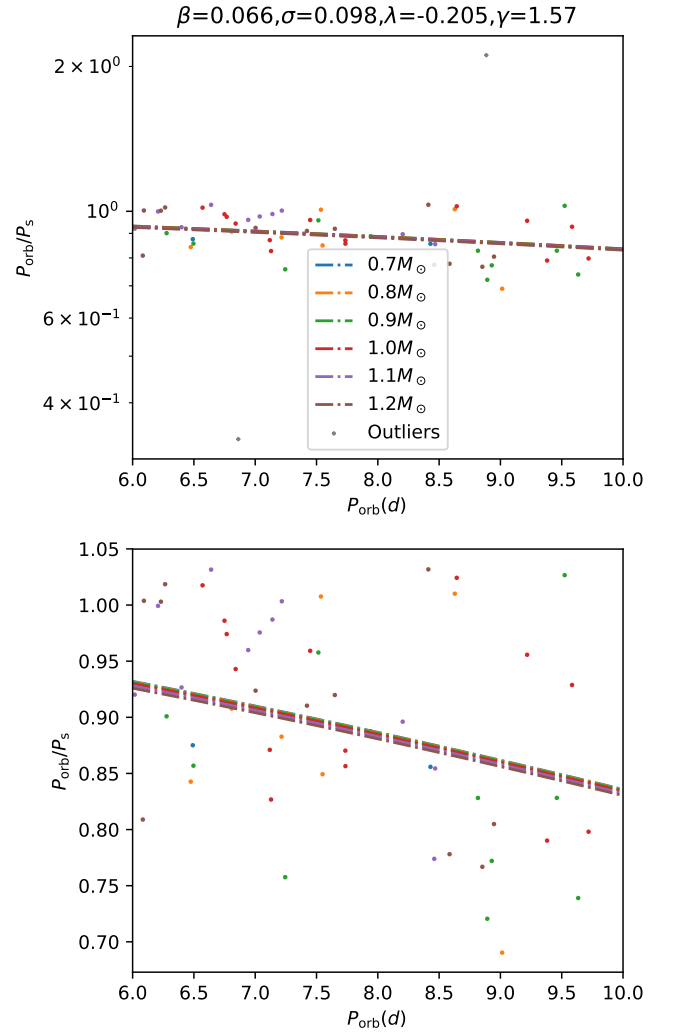 β=0.066,σ=0.098,λ=-0.205,γ=1.57
2 × 10⁰
10⁰
6 × 10⁻¹
4 × 10⁻¹
P_orb/P_s
0.7M_⊙
0.8M_⊙
0.9M_⊙
1.0M_⊙
1.1M_⊙
1.2M_⊙
Outliers
6.0 6.5 7.0 7.5 8.0 8.5 9.0 9.5 10.0
P_orb(d)
1.05
1.00
0.95
0.90
0.85
0.80
0.75
0.70
P_orb/P_s
6.0 6.5 7.0 7.5 8.0 8.5 9.0 9.5 10.0
P_orb(d)